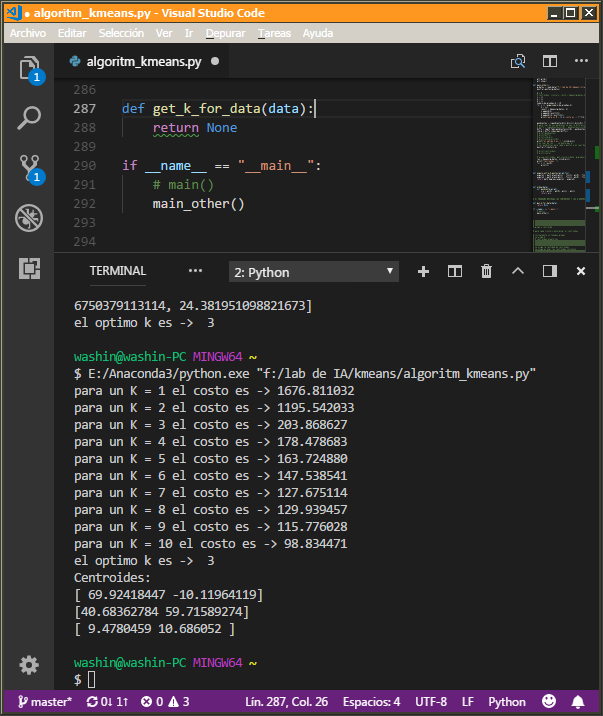 ● algoritm_kmeans.py - Visual Studio Code
Archivo Editar Selección Ver Ir Depurar Tareas Ayuda
algoritm_kmeans.py ●
286
287 def get_k_for_data(data):
288 return None
289
290 if __name__ == "__main__":
291 # main()
292 main_other()
293
294
1
1
TERMINAL ··· 2: Python
6750379113114, 24.381951098821673]
el optimo k es -> 3
washin@washin-PC MINGW64 ~
$ E:/Anaconda3/python.exe "f:/lab de IA/kmeans/algoritm_kmeans.py"
para un K = 1 el costo es -> 1676.811032
para un K = 2 el costo es -> 1195.542033
para un K = 3 el costo es -> 203.868627
para un K = 4 el costo es -> 178.478683
para un K = 5 el costo es -> 163.724880
para un K = 6 el costo es -> 147.538541
para un K = 7 el costo es -> 127.675114
para un K = 8 el costo es -> 129.939457
para un K = 9 el costo es -> 115.776028
para un K = 10 el costo es -> 98.834471
el optimo k es -> 3
Centroides:
[ 69.92418447 -10.11964119]
[40.68362784 59.71589274]
[ 9.4780459 10.686052 ]
washin@washin-PC MINGW64 ~
$
master* 0↓ 1↑ 0 3 Lín. 287, Col. 26 Espacios: 4 UTF-8 LF Python